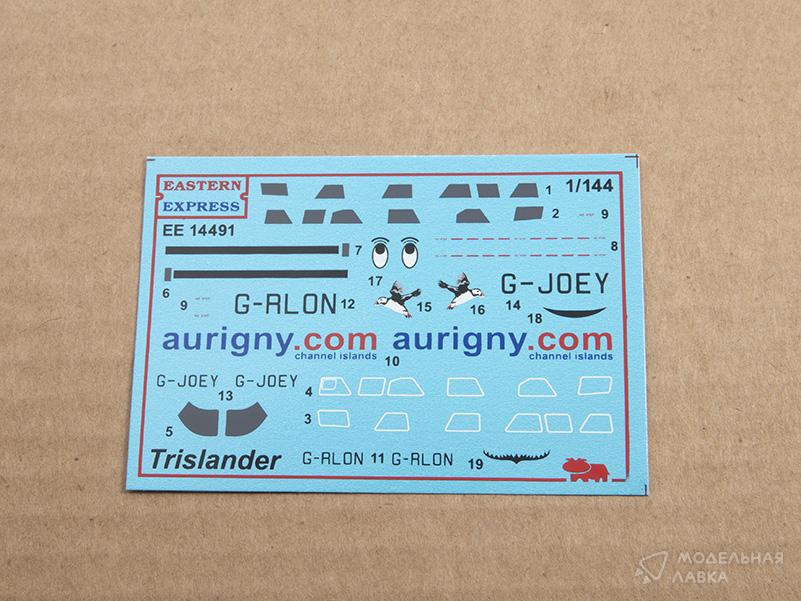 EASTERN
EXPRESS
1
1/144
2
9
EE 14491
7
8
6
17
G-JOEY
9
G-RLON 12
15
16
14
18
aurigny.com aurigny.com
channel islands channel islands
10
G-JOEY G-JOEY
4
13
3
5
Trislander
G-RLON 11 G-RLON
19
МОДЕЛЬНАЯ
ЛАВКА